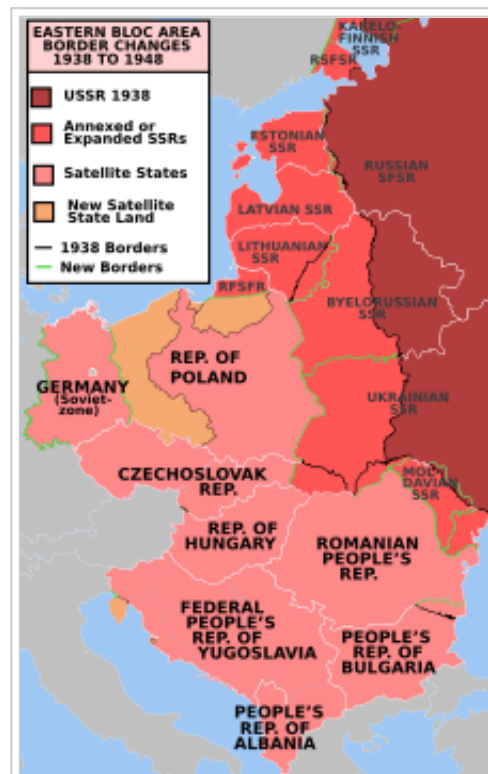 EASTERN BLOC AREA
BORDER CHANGES
1938 TO 1948
USSR 1938
Annexed or
Expanded SSRs
Satellite States
New Satellite
State Land
1938 Borders
New Borders
KARELO-
FINNISH
SSR
RSFSR
ESTONIAN
SSR
RUSSIAN
SFSR
LATVIAN SSR
LITHUANIAN
SSR
RFSFR
BYELORUSSIAN
SSR
REP. OF
POLAND
GERMANY
(Soviet-
zone)
UKRAINIAN
SSR
CZECHOSLOVAK
REP.
MOL-
DAVIAN
SSR
REP. OF
HUNGARY
ROMANIAN
PEOPLE'S
REP.
FEDERAL
PEOPLE'S
REP. OF
YUGOSLAVIA
PEOPLE'S
REP. OF
BULGARIA
PEOPLE'S
REP. OF
ALBANIA